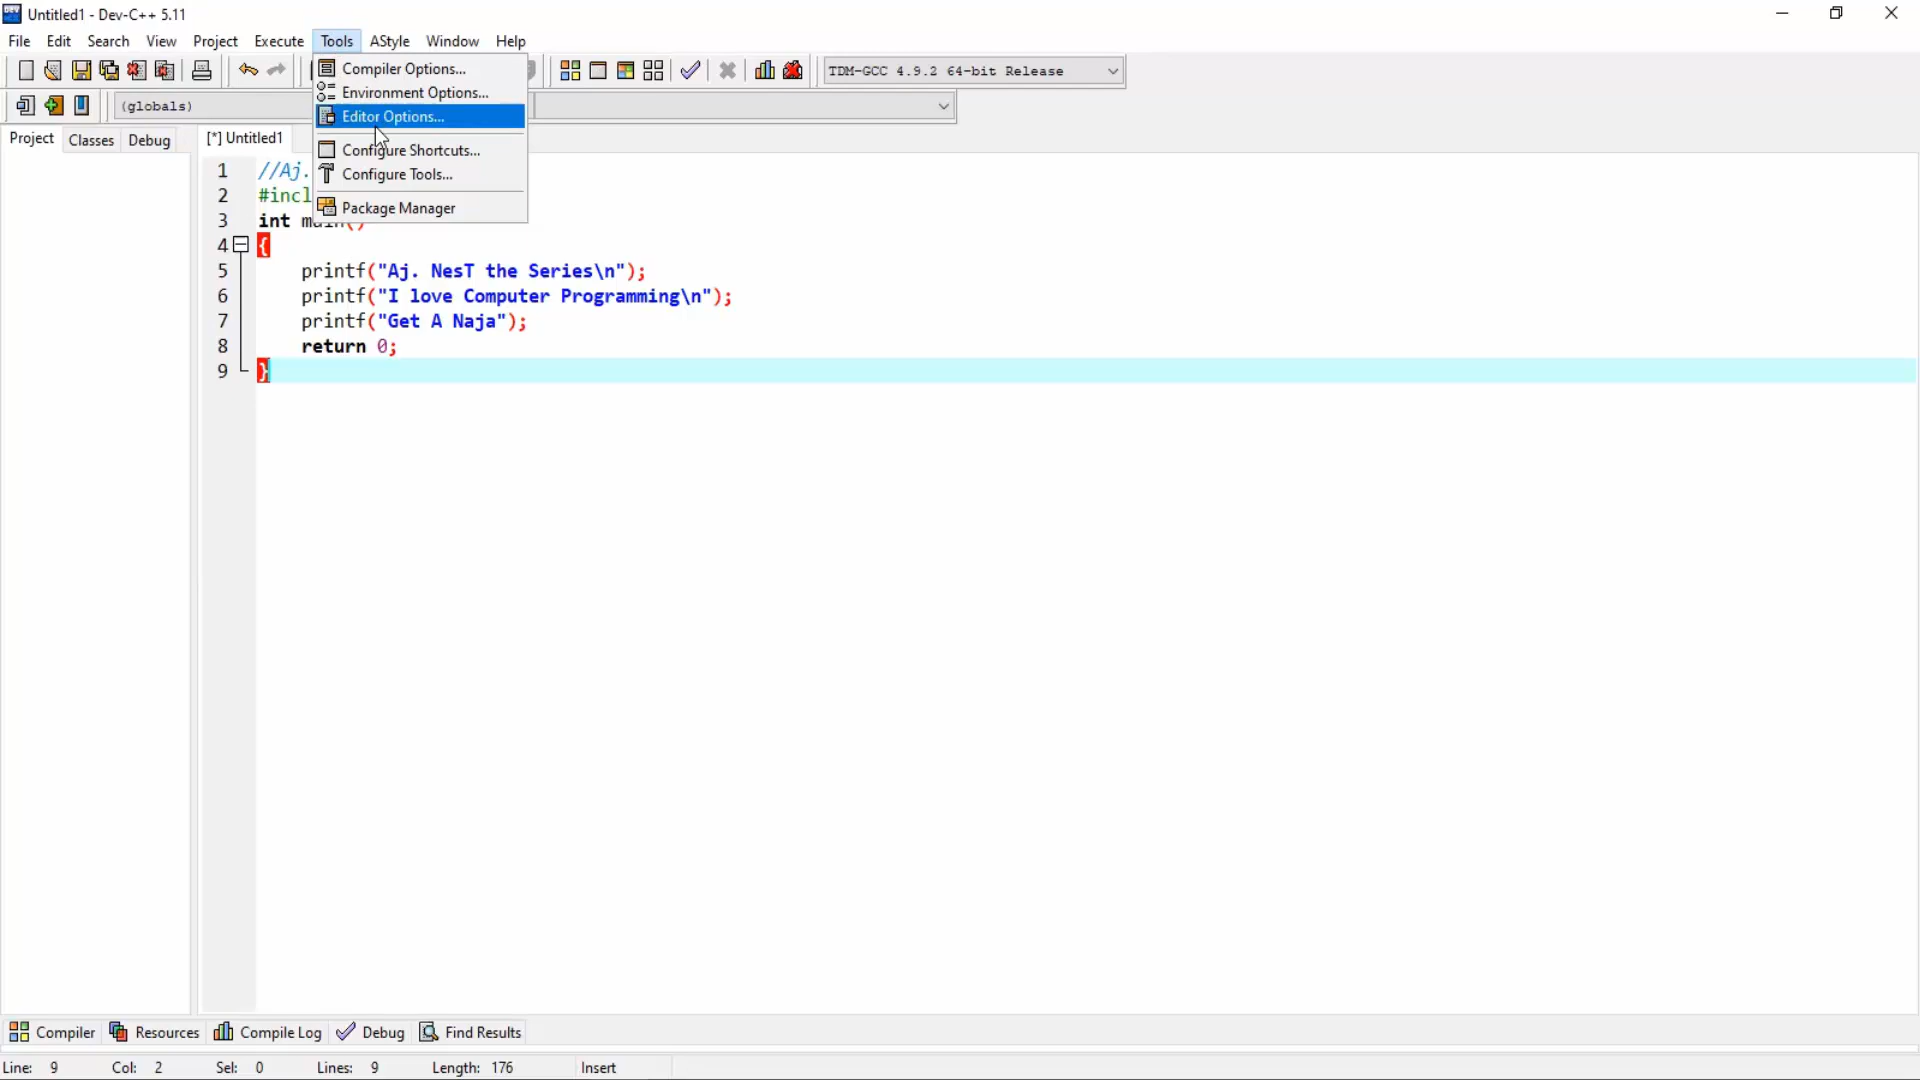 Untitled1 - Dev-C++ 5.11
File Edit Search View Project Execute Tools AStyle Window Help
TDM-GCC 4.9.2 64-bit Release
(globals)
Compiler Options...
Environment Options...
Editor Options...
Configure Shortcuts...
Configure Tools...
Package Manager
Project Classes Debug
[*] Untitled1
1 //Aj.
2 #incl
3 int main()
4 {
5 printf("Aj. NesT the Series\n");
6 printf("I love Computer Programming\n");
7 printf("Get A Naja");
8 return 0;
9 }
Compiler Resources Compile Log Debug Find Results
Line: 9 Col: 2 Sel: 0 Lines: 9 Length: 176 Insert